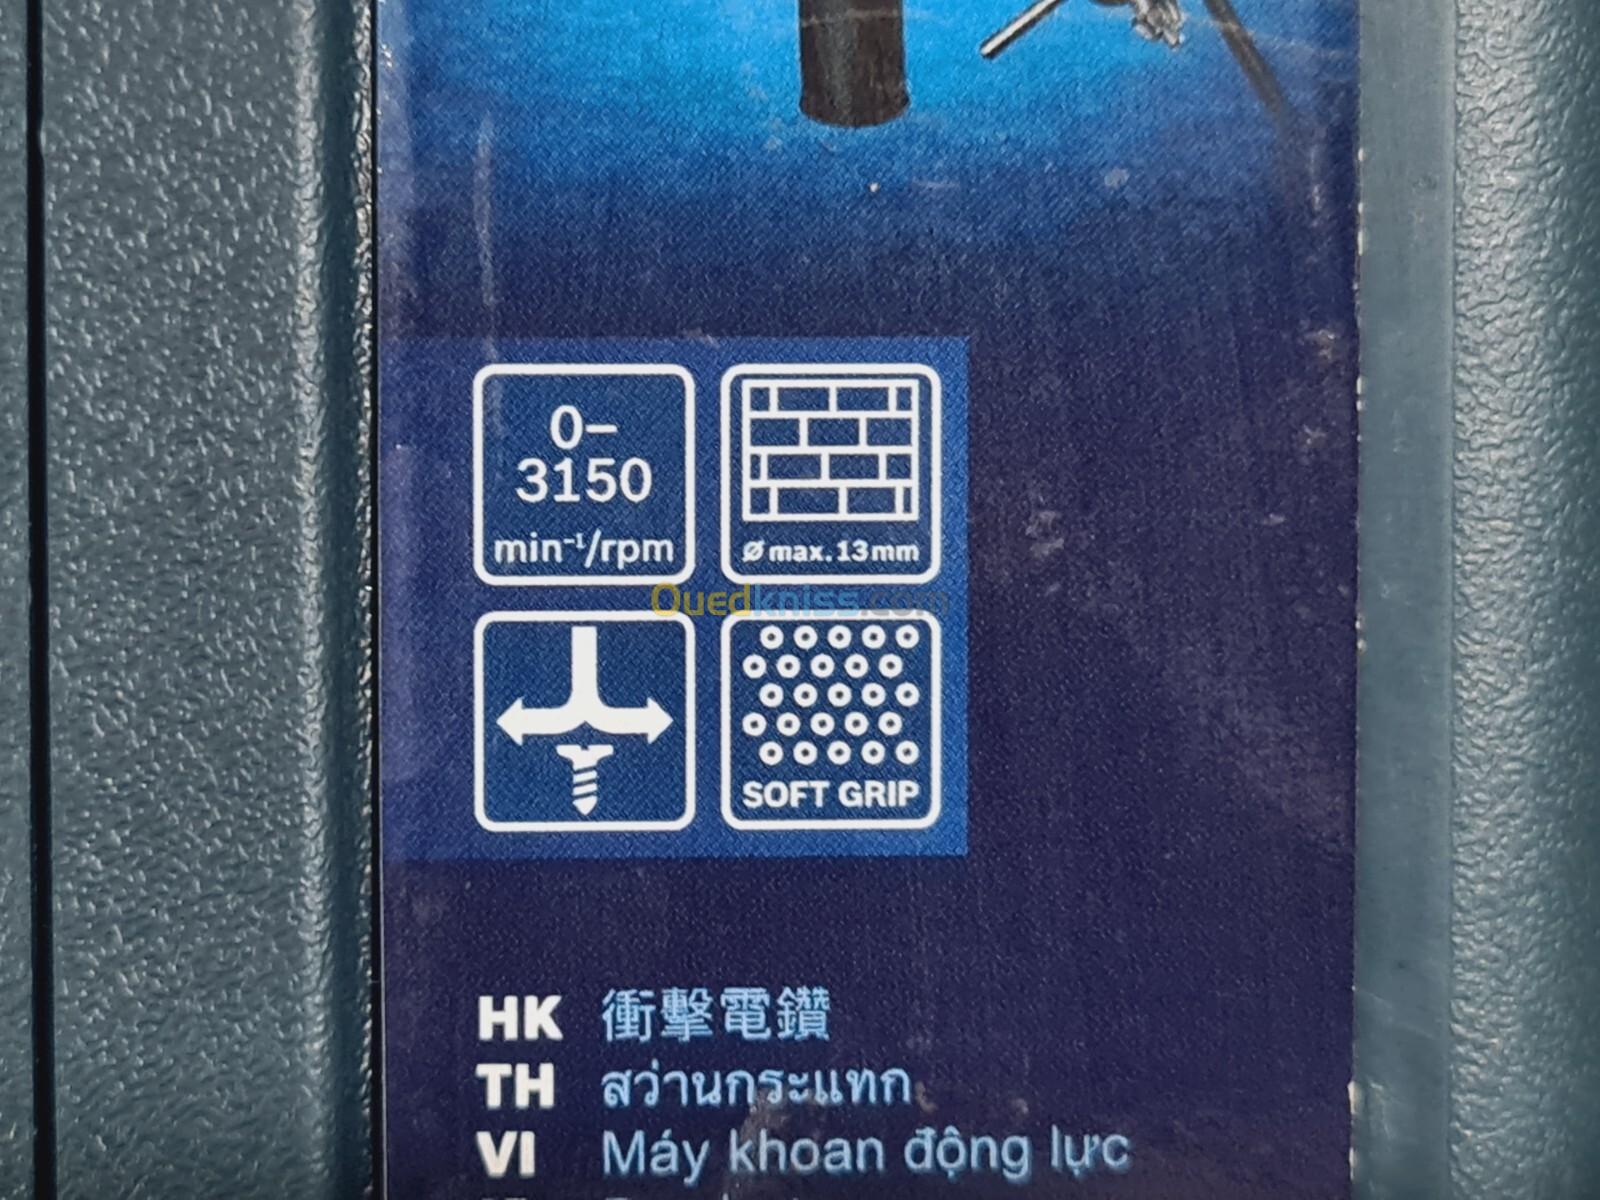 0–
3150
min⁻¹/rpm
Ø max. 13mm
Ouedkniss.com
SOFT GRIP
HK 衝擊電鑽
TH สว่านกระแทก
VI Máy khoan động lực